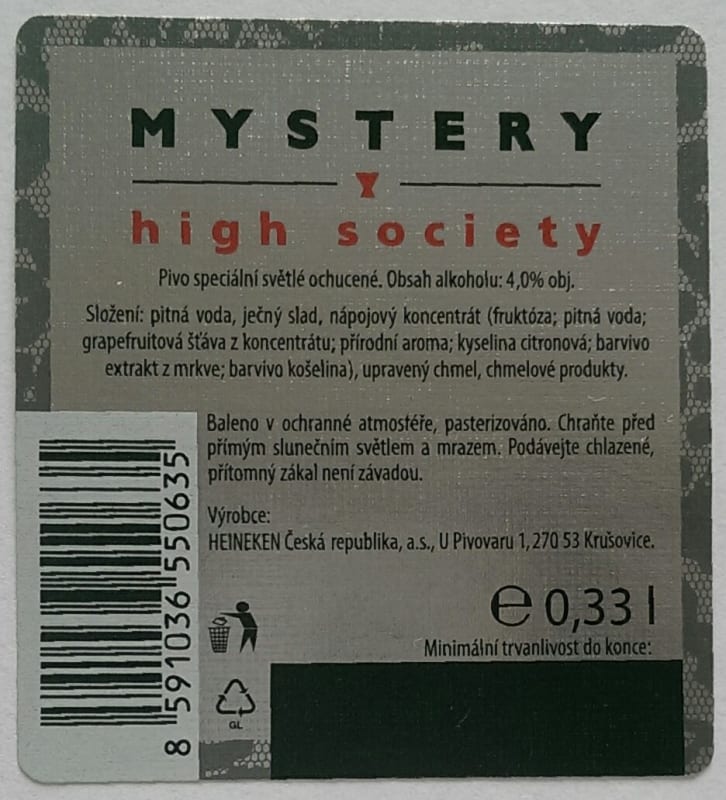 MYSTERY
high society
Pivo speciální světlé ochucené. Obsah alkoholu: 4,0% obj.
Složení: pitná voda, ječný slad, nápojový koncentrát (fruktóza; pitná voda;
grapefruitová šťáva z koncentrátu; přírodní aroma; kyselina citronová; barvivo
extrakt z mrkve; barvivo košelina), upravený chmel, chmelové produkty.
Baleno v ochranné atmostéře, pasterizováno. Chraňte před
přímým slunečním světlem a mrazem. Podávejte chlazené,
přítomný zákal není závadou.
Výrobce:
HEINEKEN Česká republika, a.s., U Pivovaru 1, 270 53 Krušovice.
℮ 0,33 l
Minimální trvanlivost do konce:
GL
8 591036 550635